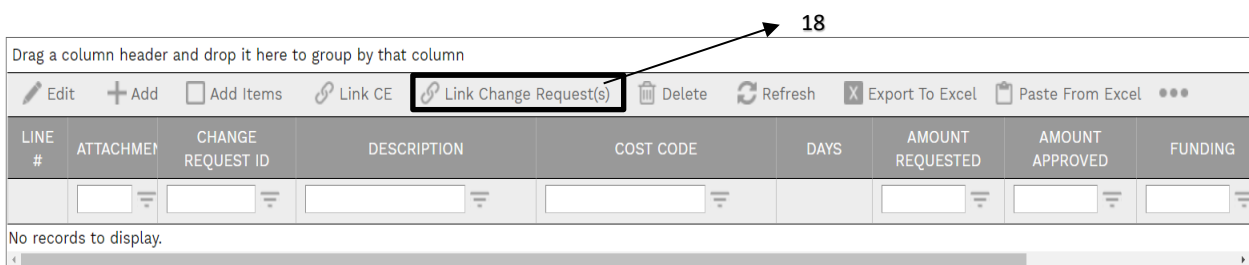 18
Drag a column header and drop it here to group by that column
Edit Add Add Items Link CE Link Change Request(s) Delete Refresh X Export To Excel Paste From Excel
LINE # ATTACHMEN CHANGE REQUEST ID DESCRIPTION COST CODE DAYS AMOUNT REQUESTED AMOUNT APPROVED FUNDING
No records to display.